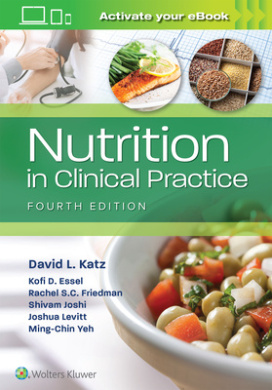 Activate your eBook
Nutrition
in Clinical Practice
FOURTH EDITION
David L. Katz
Kofi D. Essel
Rachel S.C. Friedman
Shivam Joshi
Joshua Levitt
Ming-Chin Yeh
Wolters Kluwer